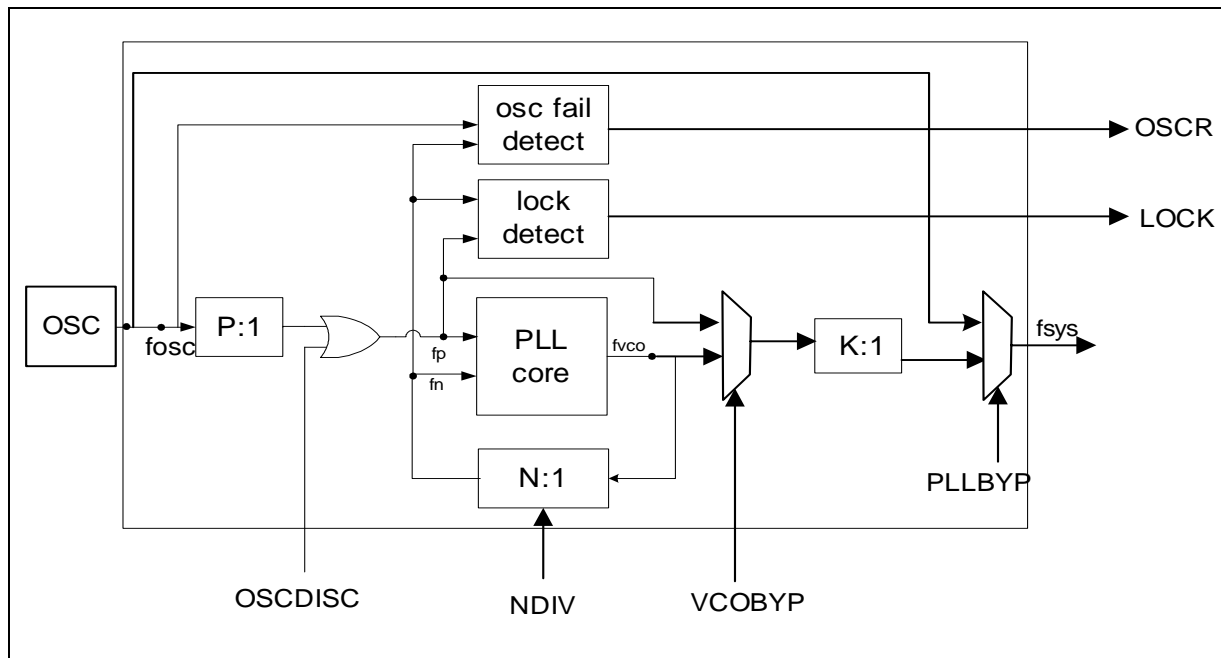 osc fail
detect
OSCR
lock
detect
LOCK
OSC
fosc
P:1
fp
fn
PLL
core
fvco
K:1
fsys
N:1
PLLBYP
OSCDISC
NDIV
VCOBYP